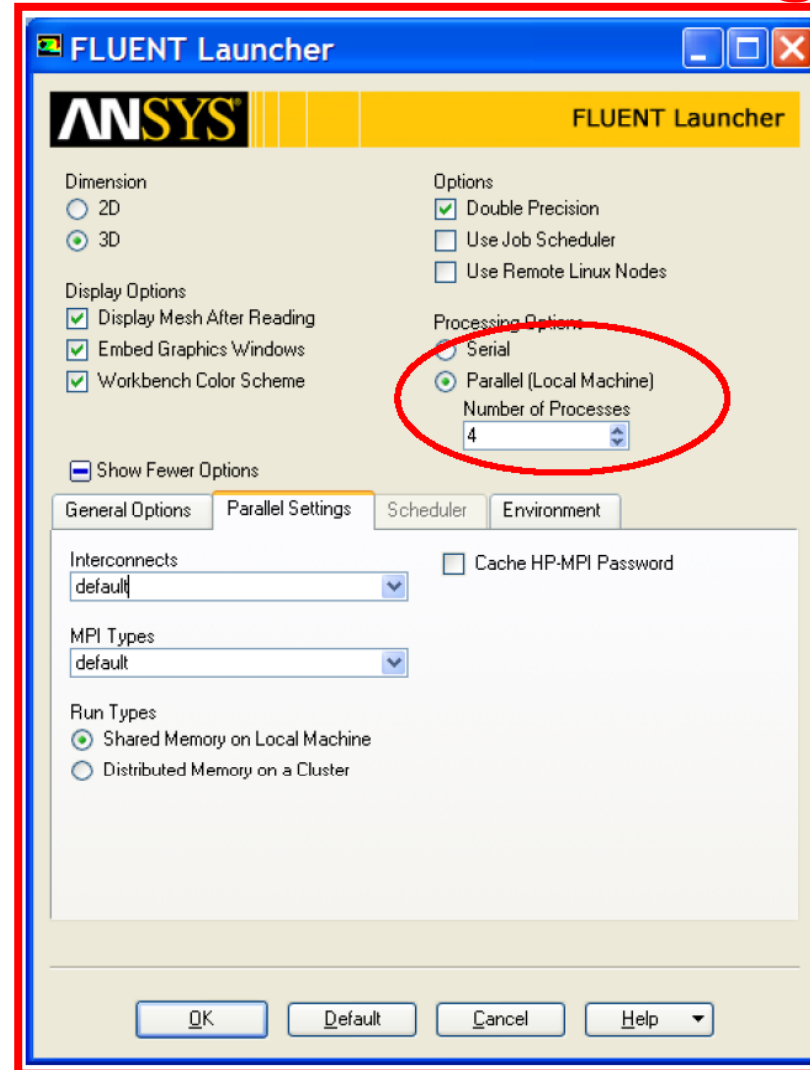 FLUENT Launcher
ANSYS
FLUENT Launcher
Dimension
2D
3D
Display Options
Display Mesh After Reading
Embed Graphics Windows
Workbench Color Scheme
Options
Double Precision
Use Job Scheduler
Use Remote Linux Nodes
Processing Options
Serial
Parallel (Local Machine)
Number of Processes
4
Show Fewer Options
General Options Parallel Settings Scheduler Environment
Interconnects
default
Cache HP-MPI Password
MPI Types
default
Run Types
Shared Memory on Local Machine
Distributed Memory on a Cluster
OK Default Cancel Help